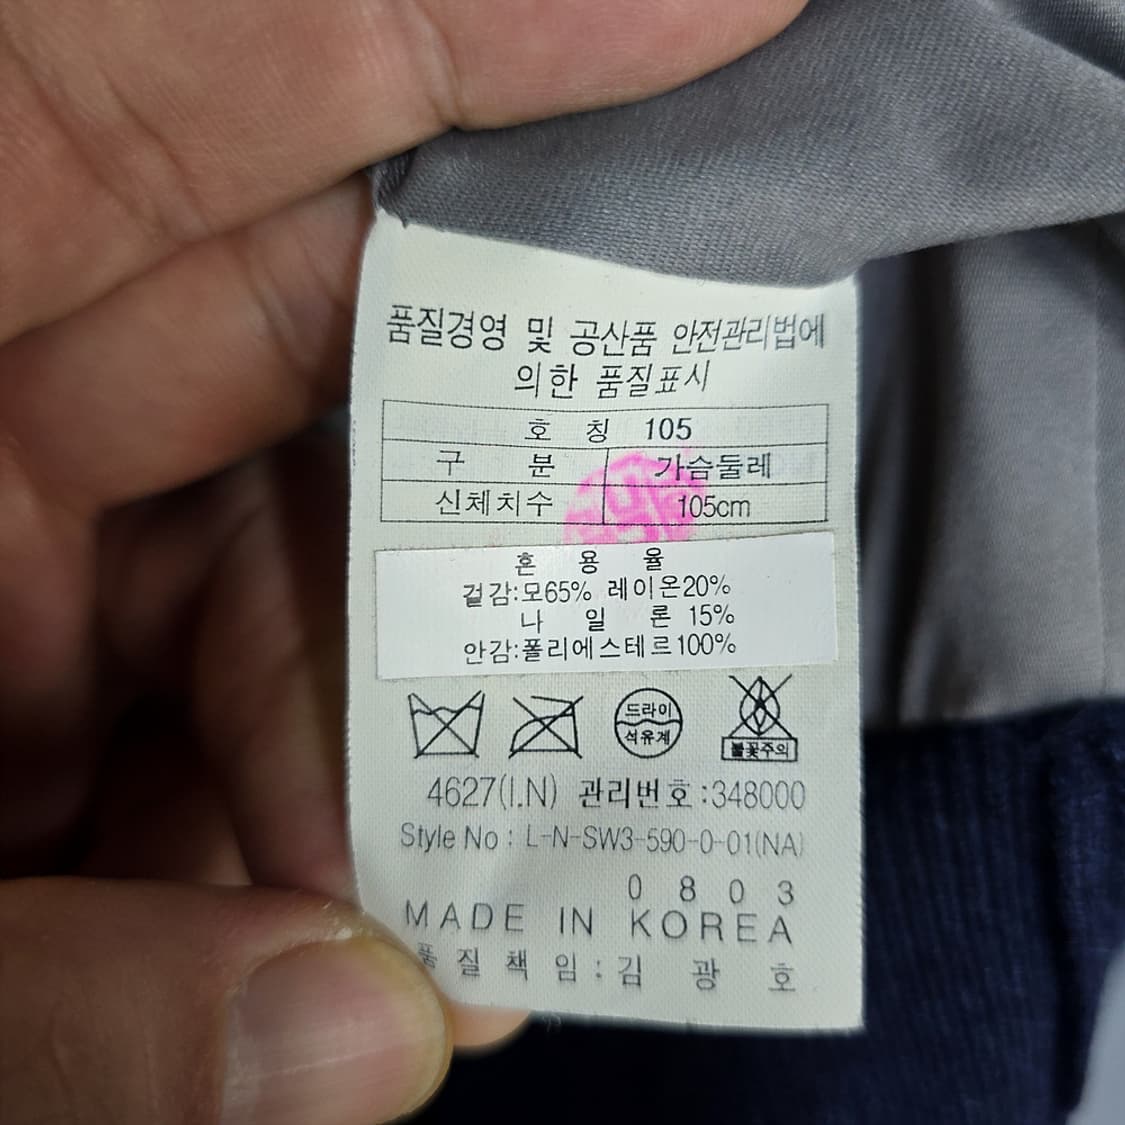 품질경영 및 공산품 안전관리법에
의한 품질표시
호 칭 105
구 분 가슴둘레
신체치수 105cm
혼 용 율
겉감:모65% 레이온20%
나 일 론 15%
안감:폴리에스테르100%
드라이
석유계
불꽃주의
4627(I.N) 관리번호:348000
Style No : L-N-SW3-590-0-01(NA)
0 8 0 3
MADE IN KOREA
품 질 책 임 : 김 광 호